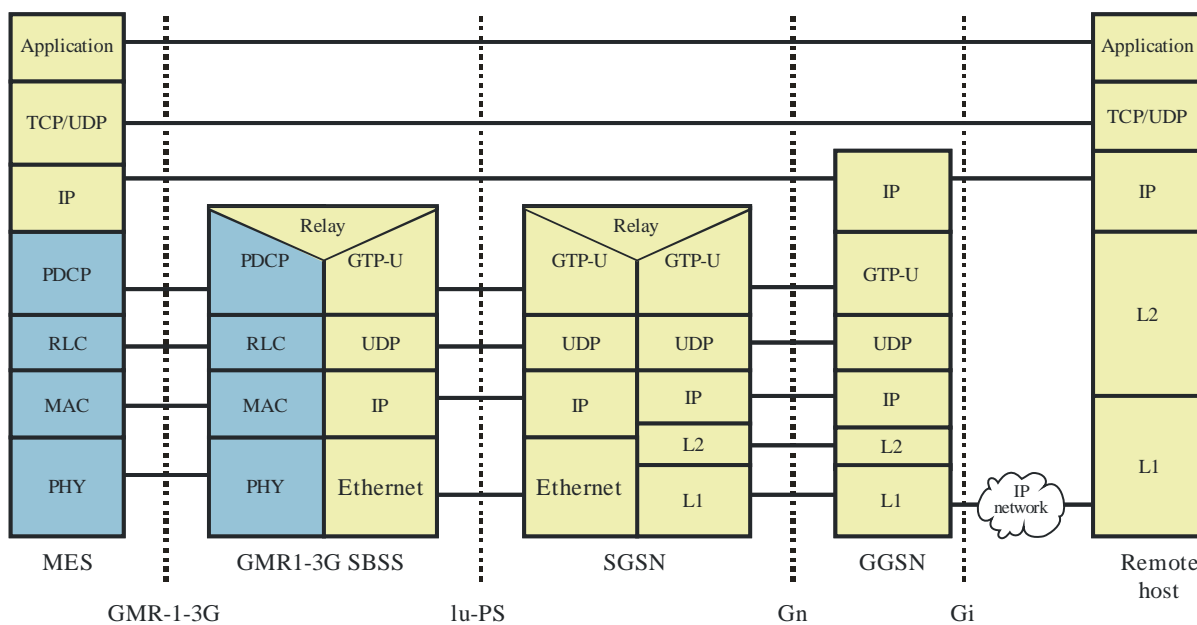 Application
Application
TCP/UDP
TCP/UDP
IP
IP
IP
Relay
Relay
PDCP
PDCP
GTP-U
GTP-U
GTP-U
GTP-U
L2
RLC
RLC
UDP
UDP
UDP
UDP
MAC
MAC
IP
IP
IP
IP
L2
L2
PHY
PHY
Ethernet
Ethernet
L1
L1
L1
IP
network
MES
GMR1-3G SBSS
SGSN
GGSN
Remote
host
GMR-1-3G
lu-PS
Gn
Gi